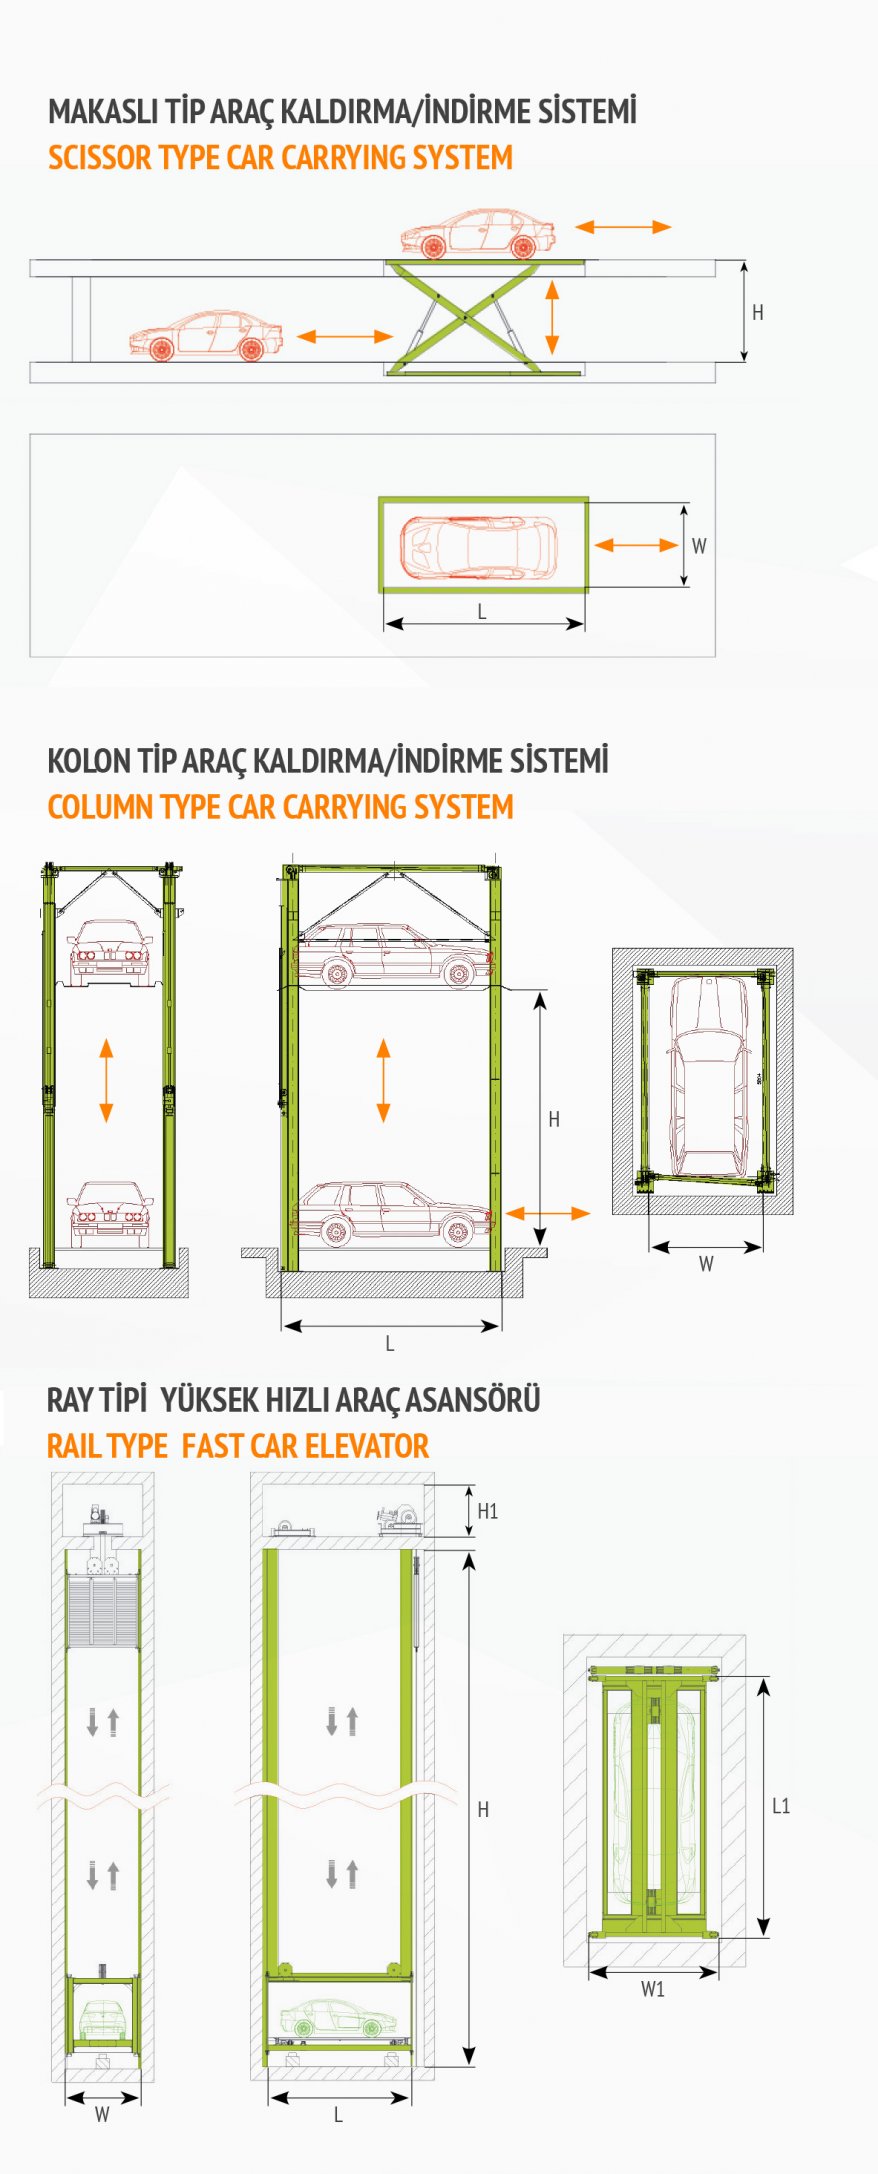 MAKASLI TİP ARAÇ KALDIRMA/İNDİRME SİSTEMİ
SCISSOR TYPE CAR CARRYING SYSTEM
H
W
L
KOLON TİP ARAÇ KALDIRMA/İNDİRME SİSTEMİ
COLUMN TYPE CAR CARRYING SYSTEM
H
W
L
RAY TİPİ YÜKSEK HIZLI ARAÇ ASANSÖRÜ
RAIL TYPE FAST CAR ELEVATOR
H1
H
L1
W1
W
L